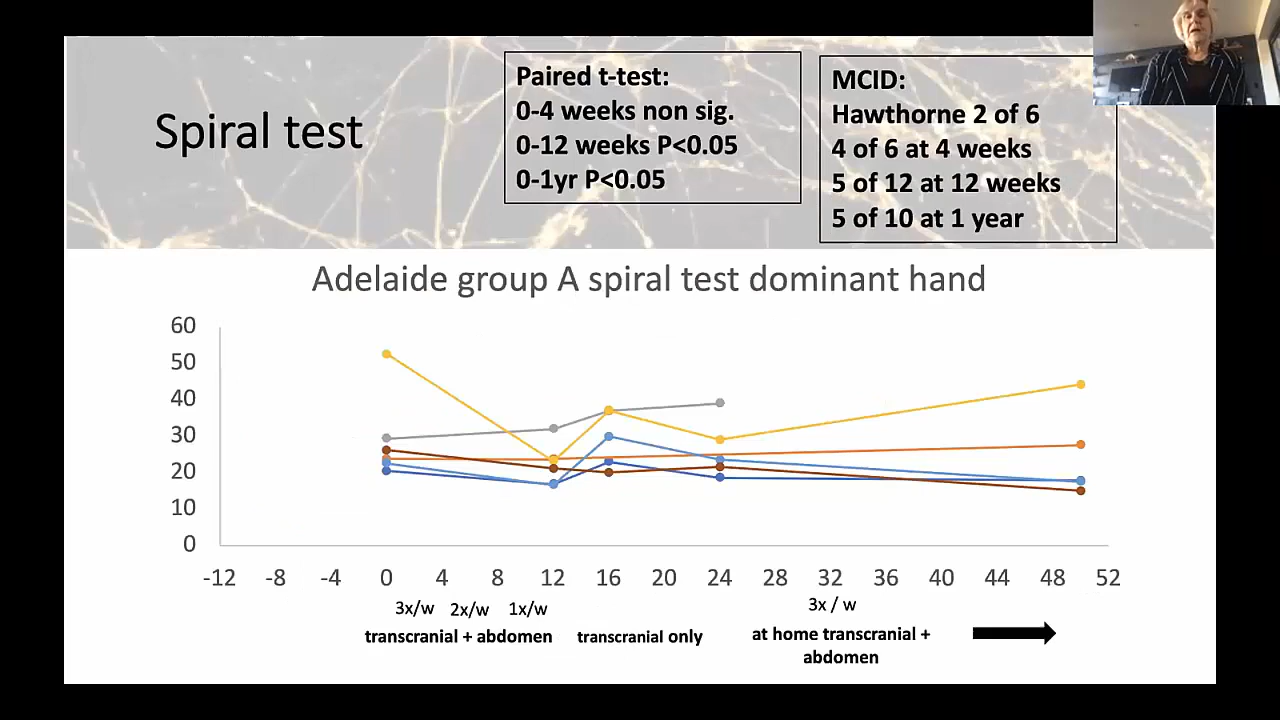 Spiral test
Paired t-test:
0-4 weeks non sig.
0-12 weeks P<0.05
0-1yr P<0.05
MCID:
Hawthorne 2 of 6
4 of 6 at 4 weeks
5 of 12 at 12 weeks
5 of 10 at 1 year
Adelaide group A spiral test dominant hand
60
50
40
30
20
10
0
-12 -8 -4 0 4 8 12 16 20 24 28 32 36 40 44 48 52
3x/w 2x/w 1x/w 3x / w
transcranial + abdomen transcranial only at home transcranial +
abdomen